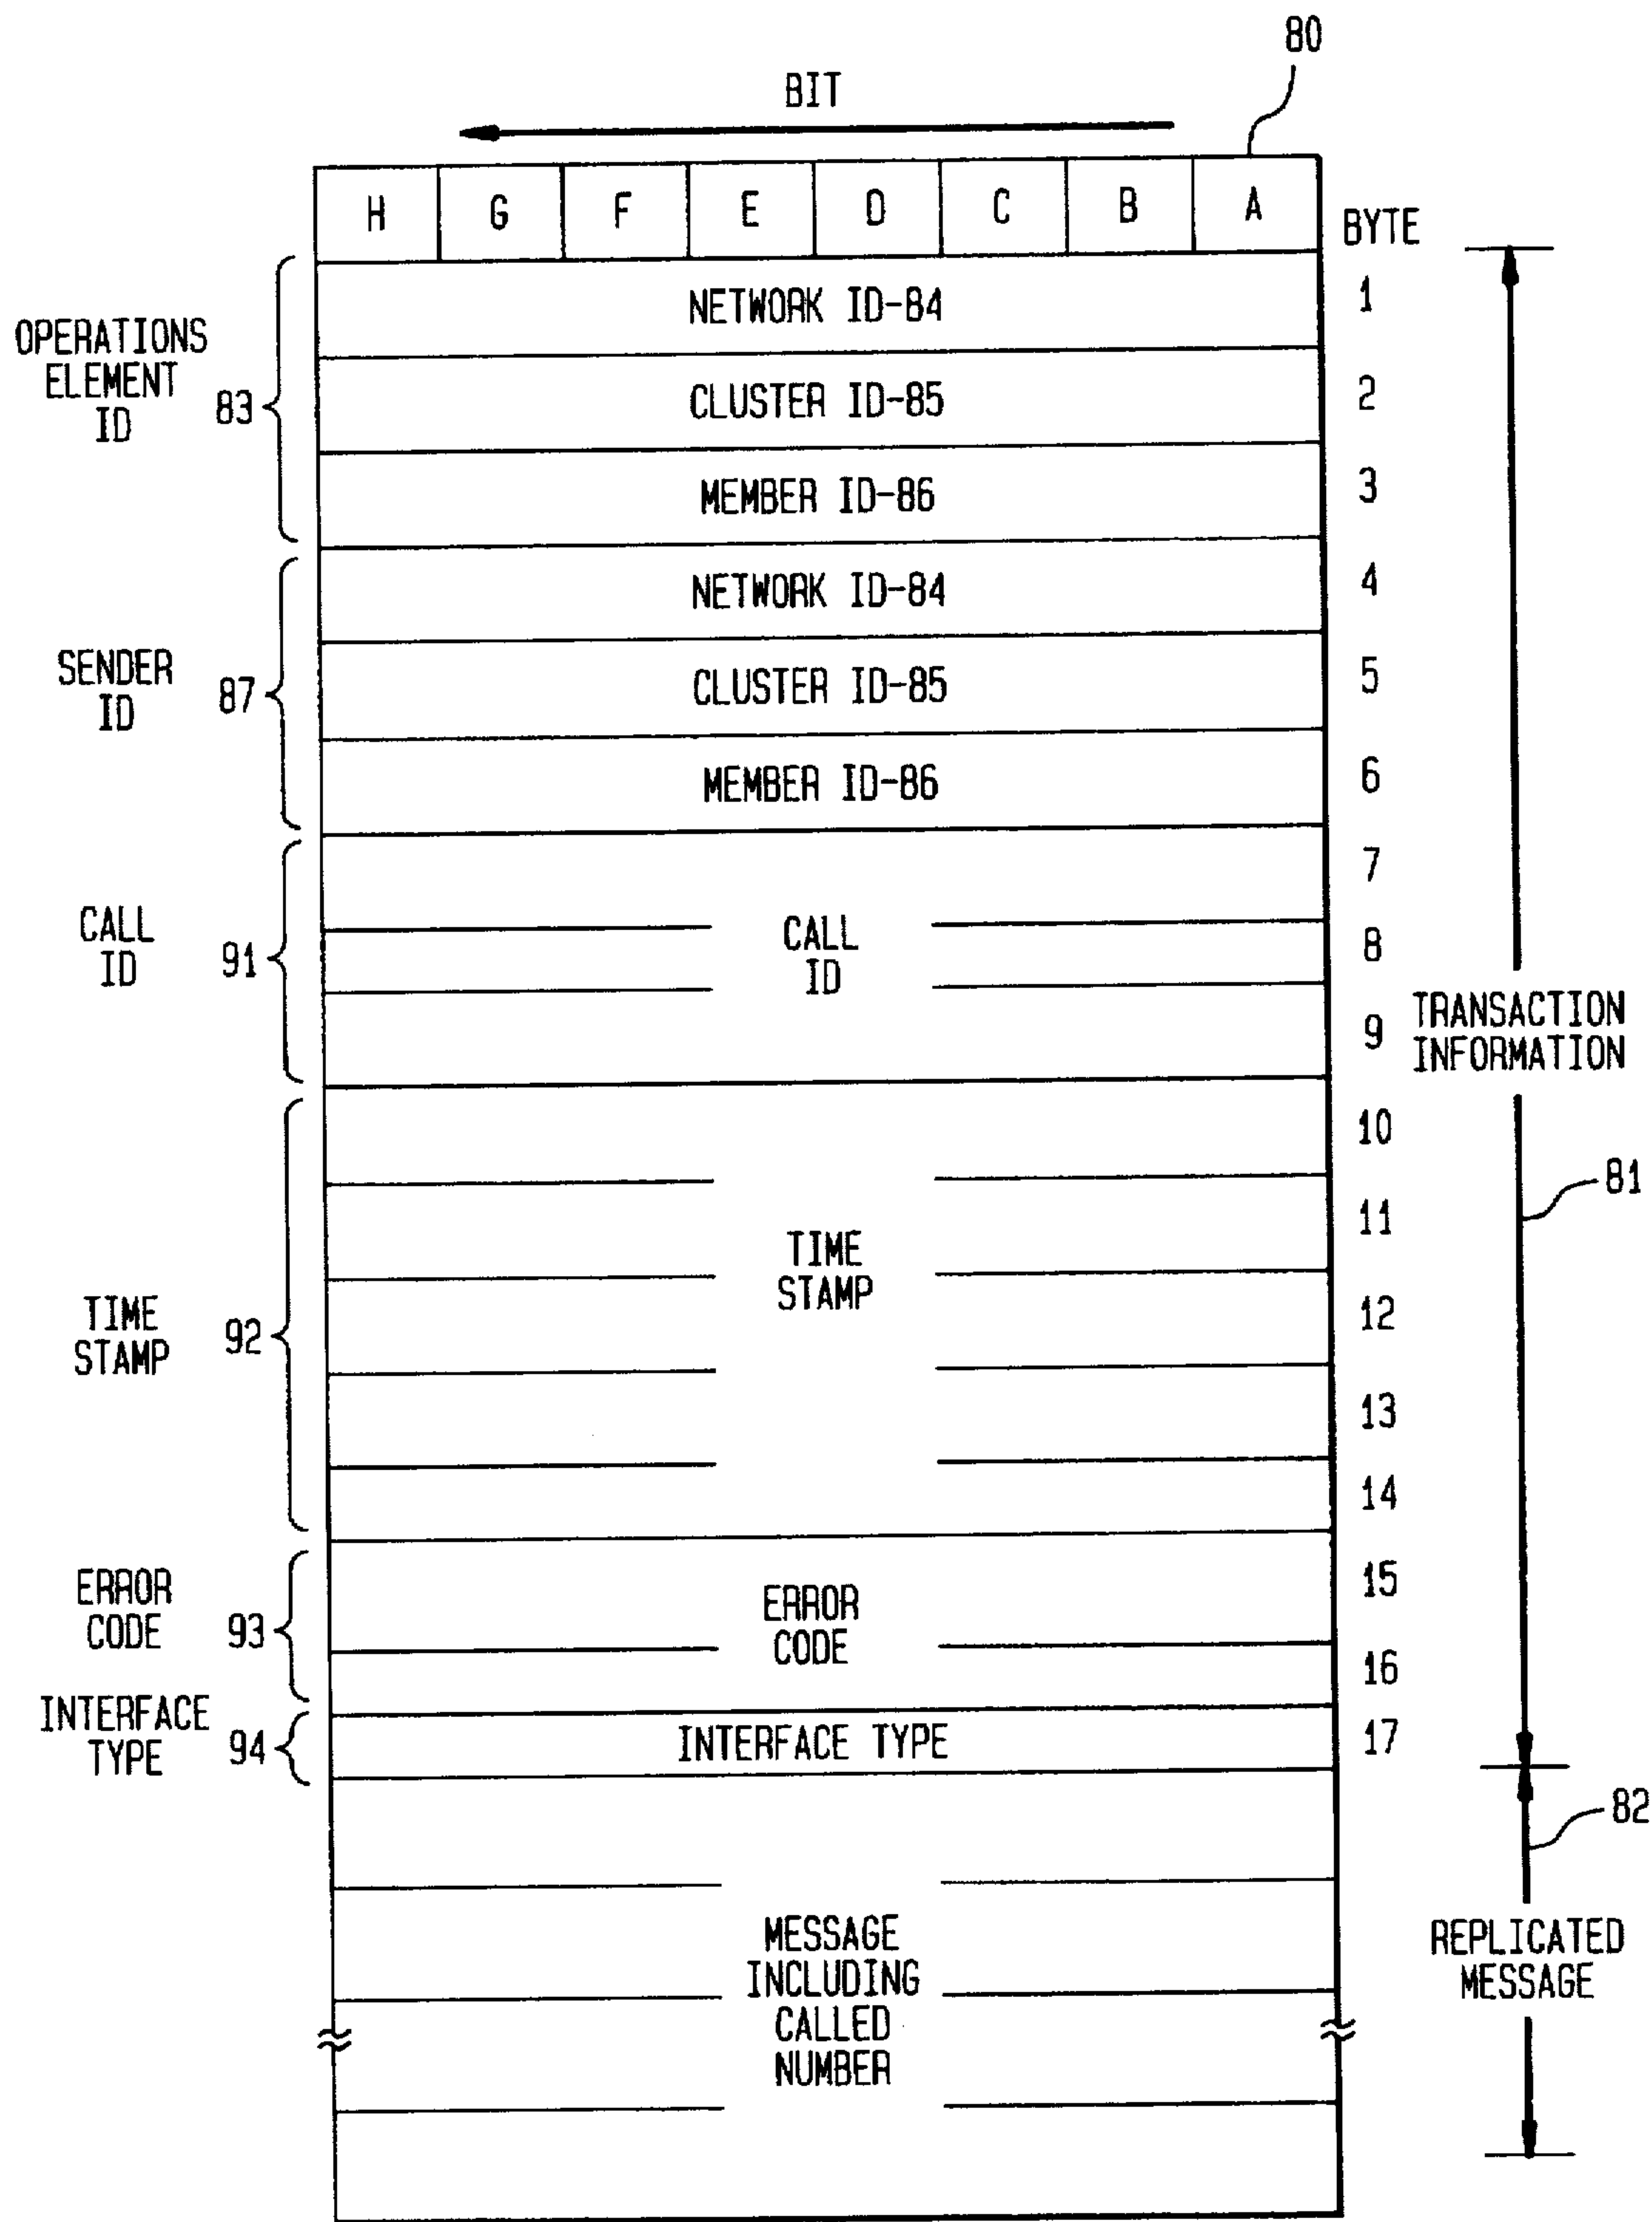 80
BIT
H G F E D C B A BYTE
NETWORK ID-84 1
OPERATIONS
ELEMENT
ID
83
CLUSTER ID-85 2
MEMBER ID-86 3
NETWORK ID-84 4
SENDER
ID
87
CLUSTER ID-85 5
MEMBER ID-86 6
7
CALL
ID
91
CALL
ID
8
9
TRANSACTION
INFORMATION
10
81
11
TIME
STAMP
12
TIME
STAMP
92
13
14
ERROR
CODE
93
ERROR
CODE
15
16
INTERFACE
TYPE
94
INTERFACE TYPE 17
82
MESSAGE
INCLUDING
CALLED
NUMBER
REPLICATED
MESSAGE